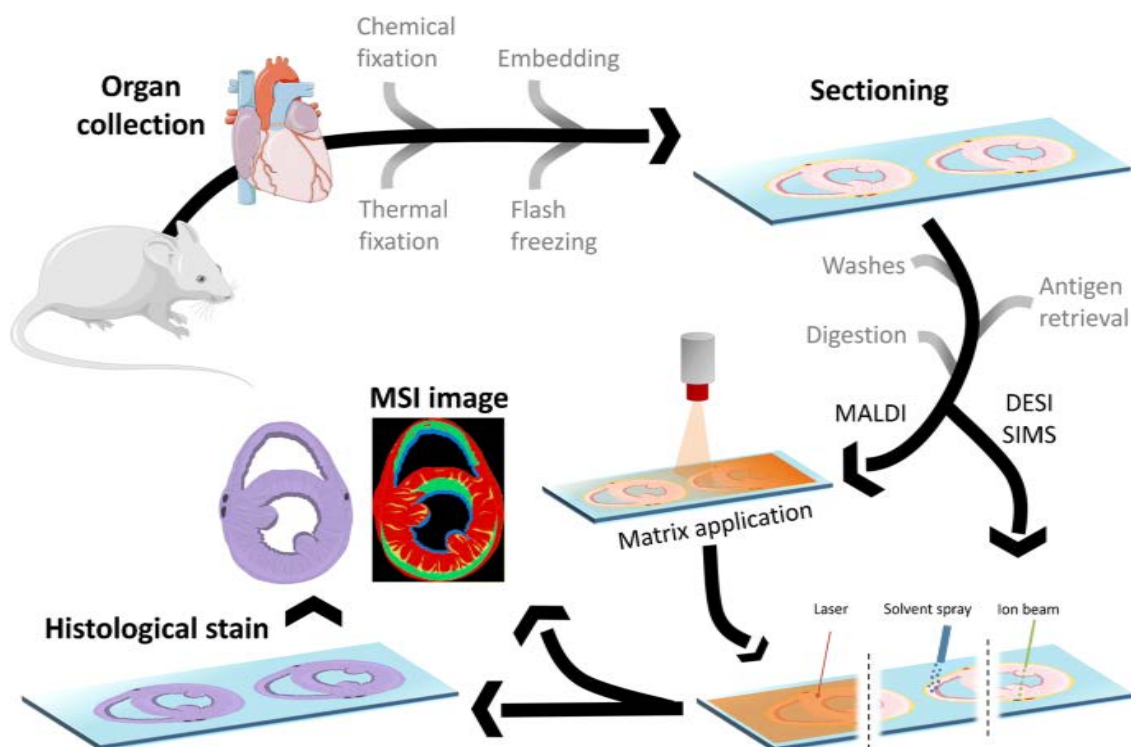 Chemical
fixation
Embedding
Organ
collection
Sectioning
Thermal
fixation
Flash
freezing
Washes
Antigen
retrieval
Digestion
MSI image
MALDI
DESI
SIMS
Matrix application
Laser
Solvent spray
Ion beam
Histological stain